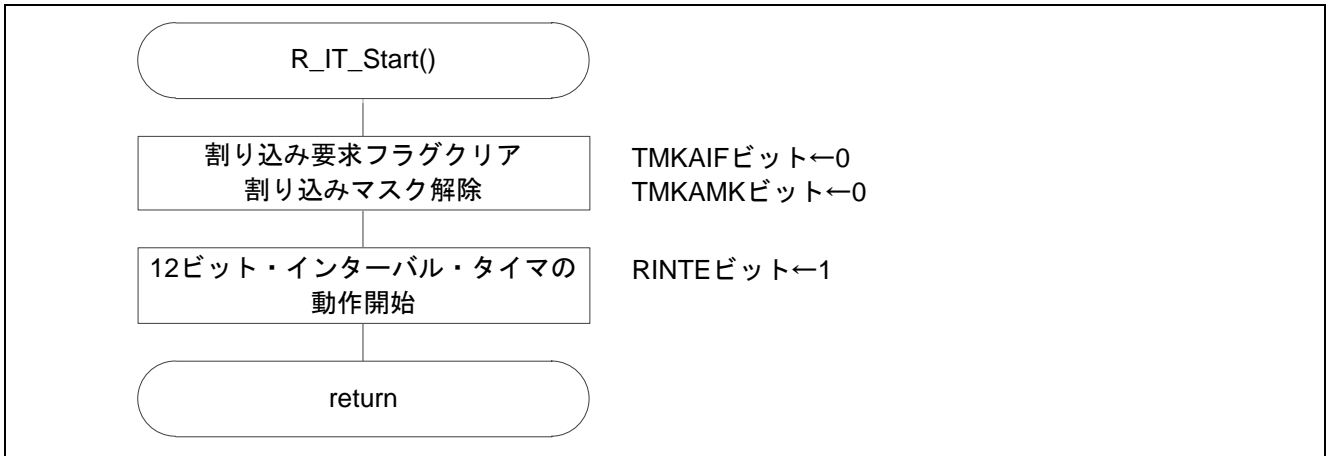 R_IT_Start()
割り込み要求フラグクリア
割り込みマスク解除
TMKAIFビット←0
TMKAMKビット←0
12ビット・インターバル・タイマの
動作開始
RINTEビット←1
return